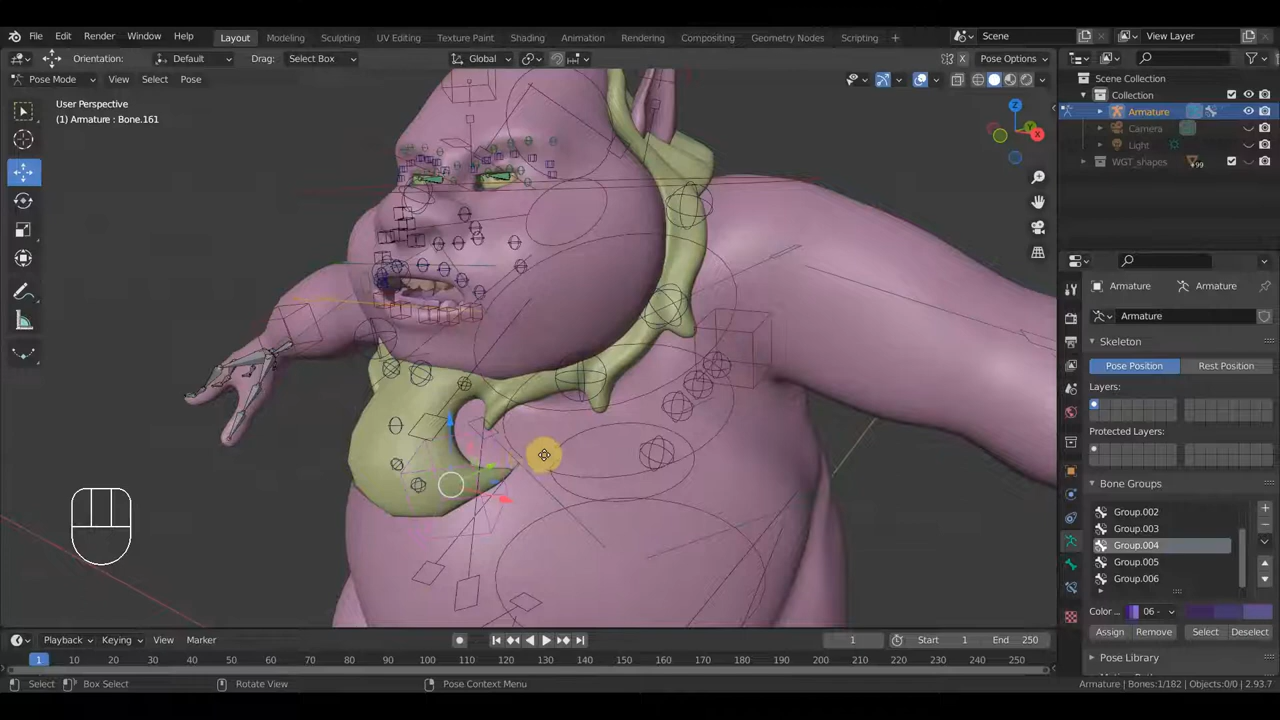 File Edit Render Window Help Layout Modeling Sculpting UV Editing Texture Paint Shading Animation Rendering Compositing Geometry Nodes Scripting + Scene View Layer
Orientation: Default Drag: Select Box Global X Pose Options
Pose Mode View Select Pose
User Perspective
(1) Armature : Bone.161
Z
Y
X
Scene Collection
Collection
Armature
Camera
Light
WGT_shapes 99
Armature Armature
Armature
Skeleton
Pose Position Rest Position
Layers:
Protected Layers:
Bone Groups
Group.002
Group.003
Group.004
Group.005
Group.006
Color ... 06 -
Assign Remove Select Deselect
Pose Library
Playback Keying View Marker 1 Start 1 End 250
1 10 20 30 40 50 60 70 80 90 100 110 120 130 140 150 160 170 180 190 200 210 220 230 240 250
Select Box Select Rotate View Pose Context Menu Armature | Bones:1/182 | Objects:0/0 | 2.93.7